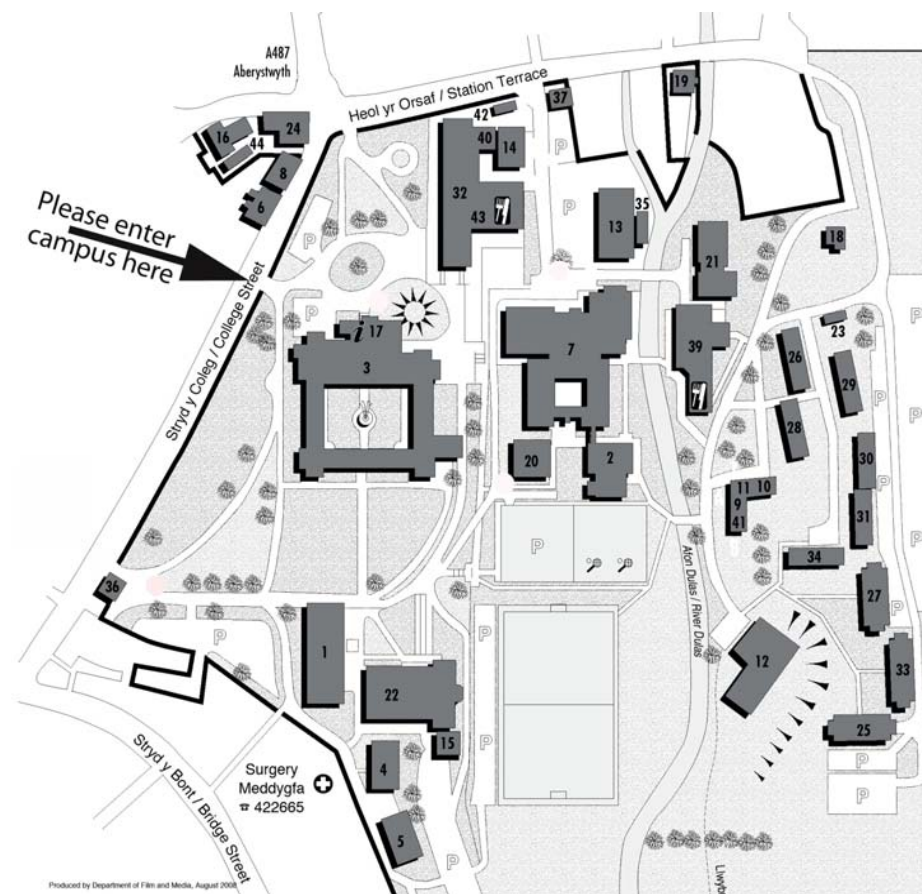 A487
Aberystwyth
Heol yr Orsaf / Station Terrace
Please enter
campus here
Stryd y Coleg / College Street
16
44
24
8
6
42
40
14
32
43
37
19
13
35
21
18
P
P
P
P
i 17
3
7
39
23
26
29
28
20
2
30
11 10
9
41
31
P
P
P
34
27
Afon Dulas / River Dulas
36
P
1
22
15
12
33
25
P
P
P
P
4
5
P
Surgery
Meddygfa
☎ 422665
Stryd y Bont / Bridge Street
Llwyb
Produced by Department of Film and Media, August 2008